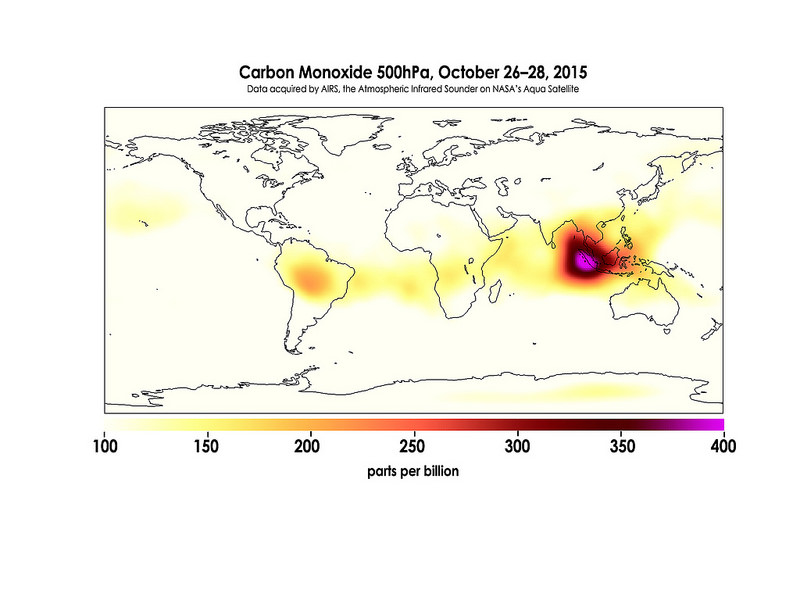 Carbon Monoxide 500hPa, October 26–28, 2015
Data acquired by AIRS, the Atmospheric Infrared Sounder on NASA's Aqua Satellite
100 150 200 250 300 350 400
parts per billion